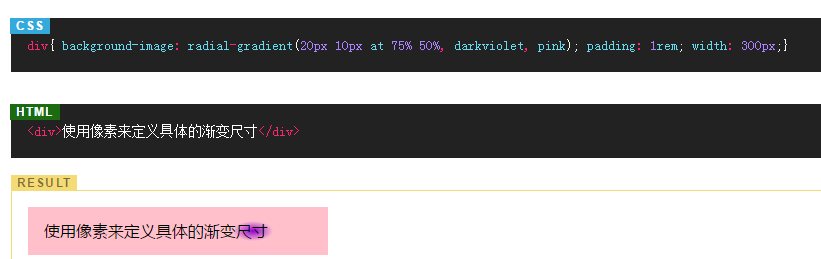 CSS
div{ background-image: radial-gradient(20px 10px at 75% 50%, darkviolet, pink); padding: 1rem; width: 300px;}
HTML
<div>使用像素来定义具体的渐变尺寸</div>
RESULT
使用像素来定义具体的渐变尺寸